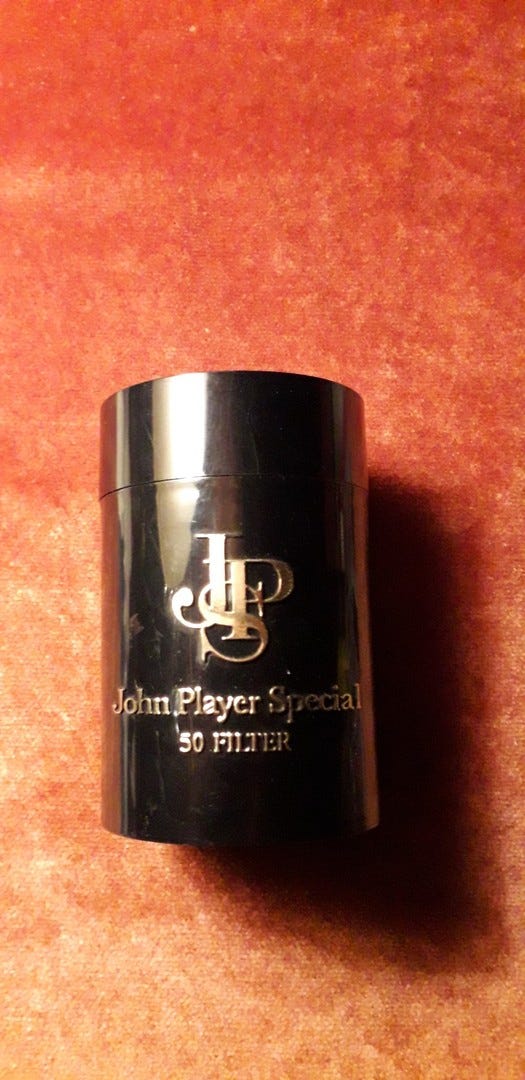 JPS
John Player Special
50 FILTER